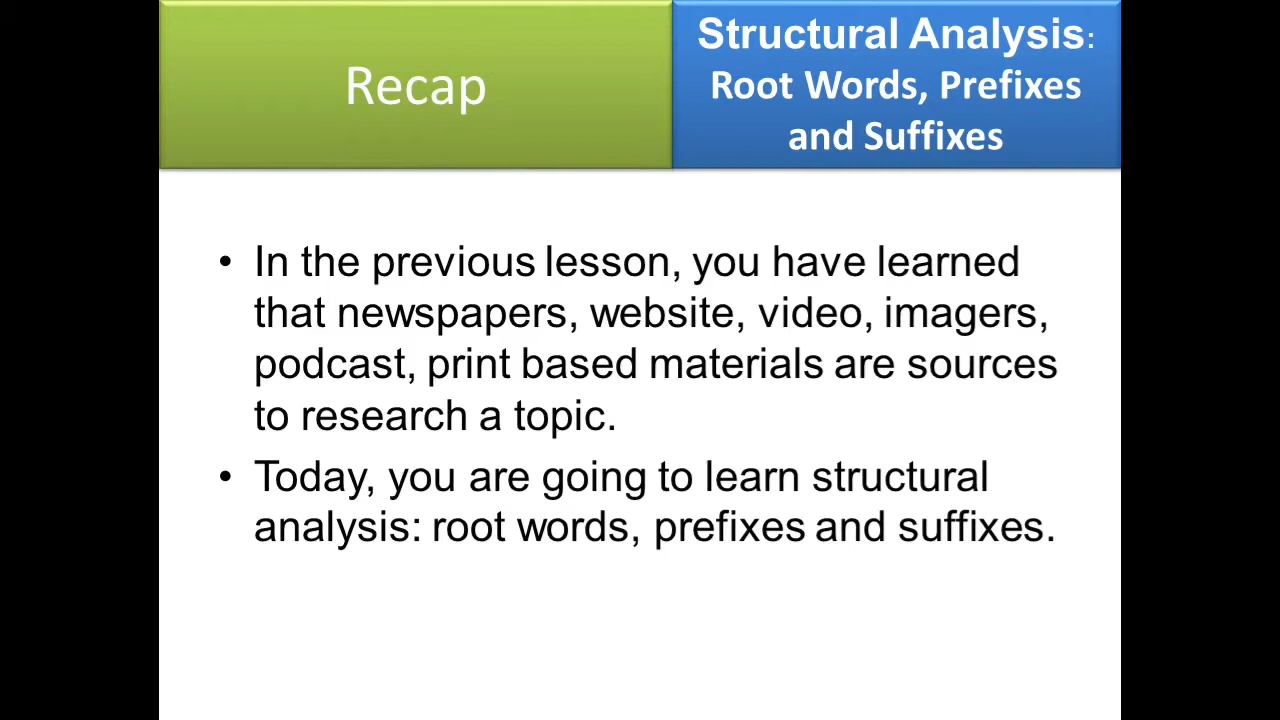 Recap
Structural Analysis:
Root Words, Prefixes
and Suffixes
• In the previous lesson, you have learned
that newspapers, website, video, imagers,
podcast, print based materials are sources
to research a topic.
• Today, you are going to learn structural
analysis: root words, prefixes and suffixes.